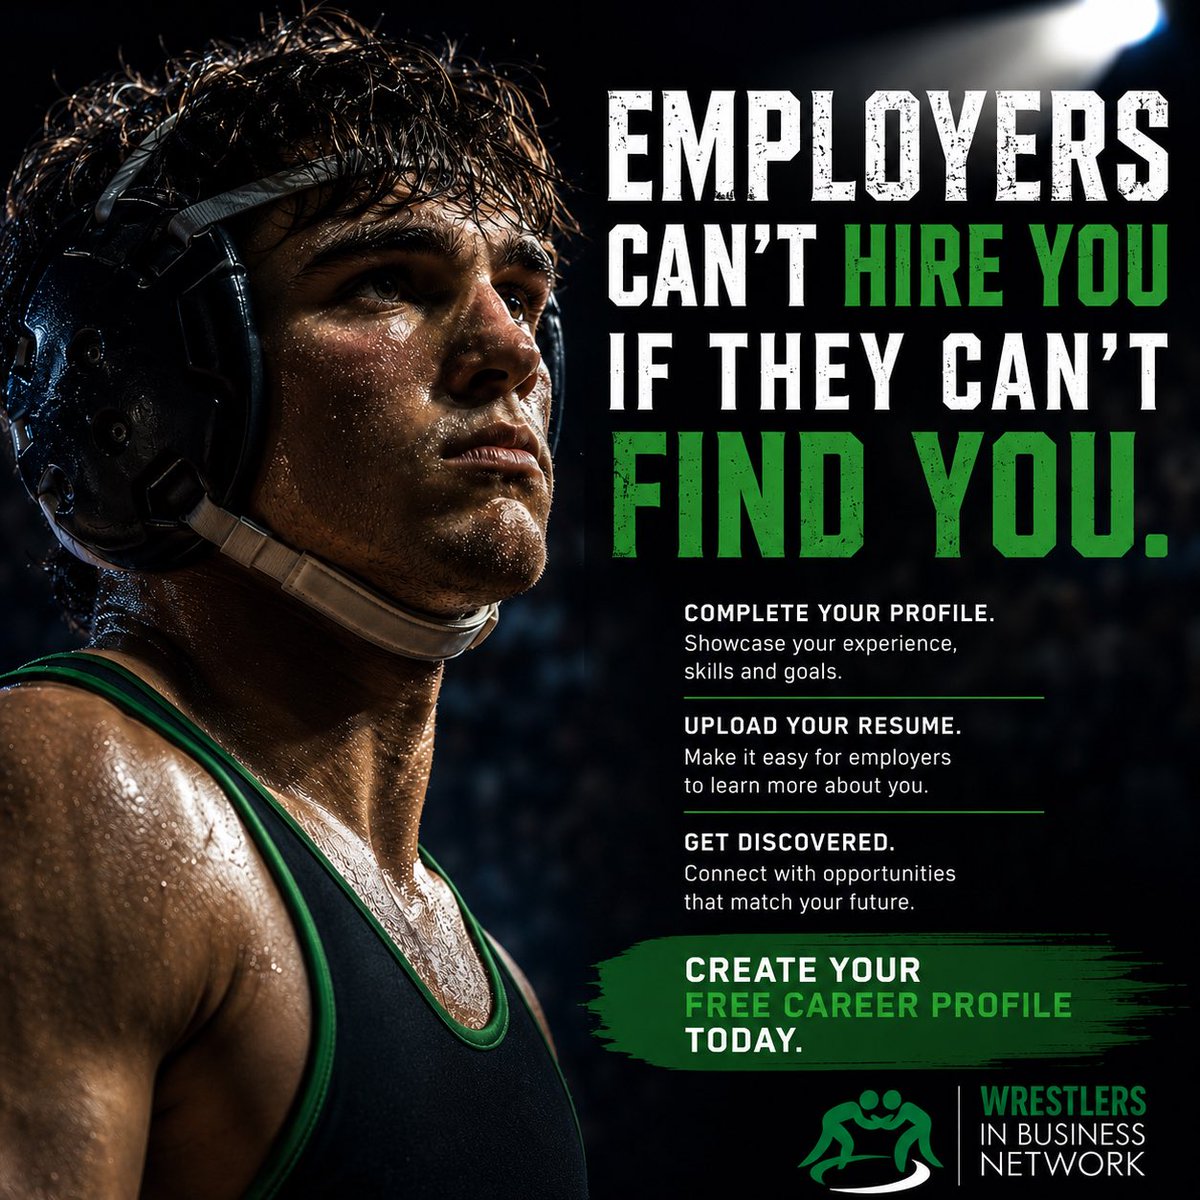 EMPLOYERS
CAN'T HIRE YOU
IF THEY CAN'T
FIND YOU.
COMPLETE YOUR PROFILE.
Showcase your experience,
skills and goals.
UPLOAD YOUR RESUME.
Make it easy for employers
to learn more about you.
GET DISCOVERED.
Connect with opportunities
that match your future.
CREATE YOUR
FREE CAREER PROFILE
TODAY.
WRESTLERS
IN BUSINESS
NETWORK